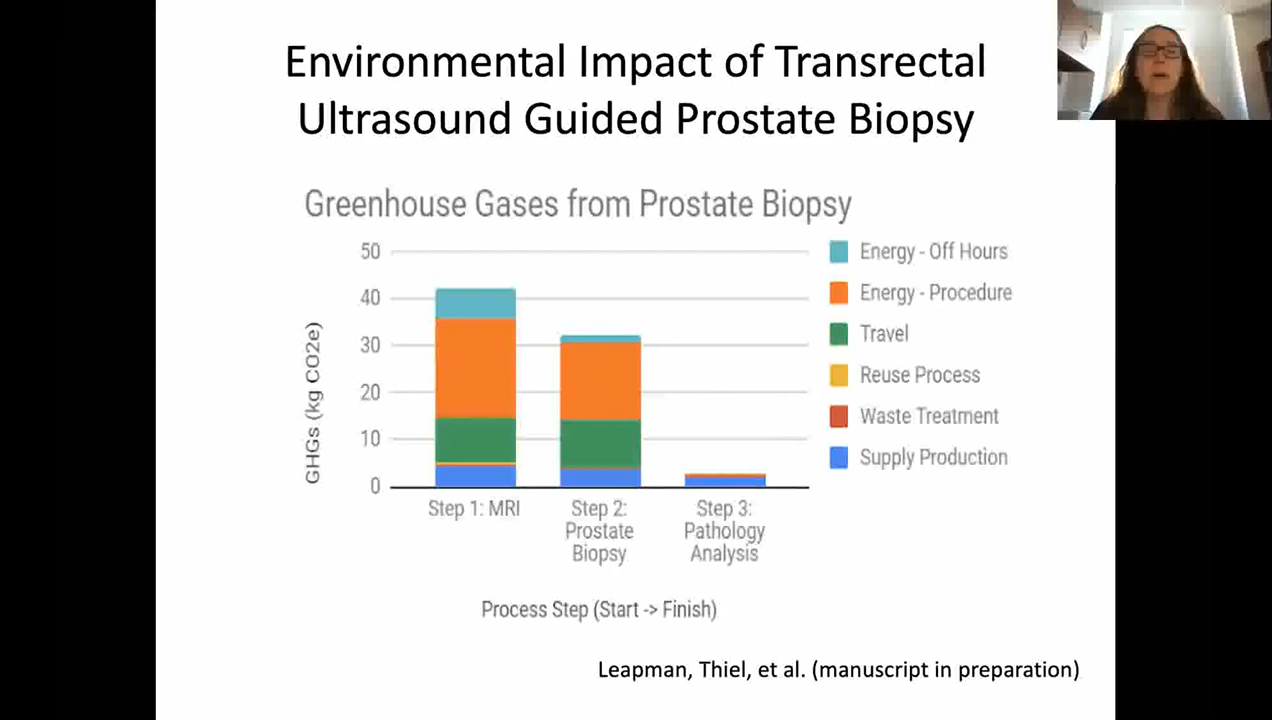 Environmental Impact of Transrectal
Ultrasound Guided Prostate Biopsy
Greenhouse Gases from Prostate Biopsy
GHGs (kg CO2e)
50
40
30
20
10
0
Step 1: MRI
Step 2:
Prostate
Biopsy
Step 3:
Pathology
Analysis
Process Step (Start -> Finish)
Energy - Off Hours
Energy - Procedure
Travel
Reuse Process
Waste Treatment
Supply Production
Leapman, Thiel, et al. (manuscript in preparation)